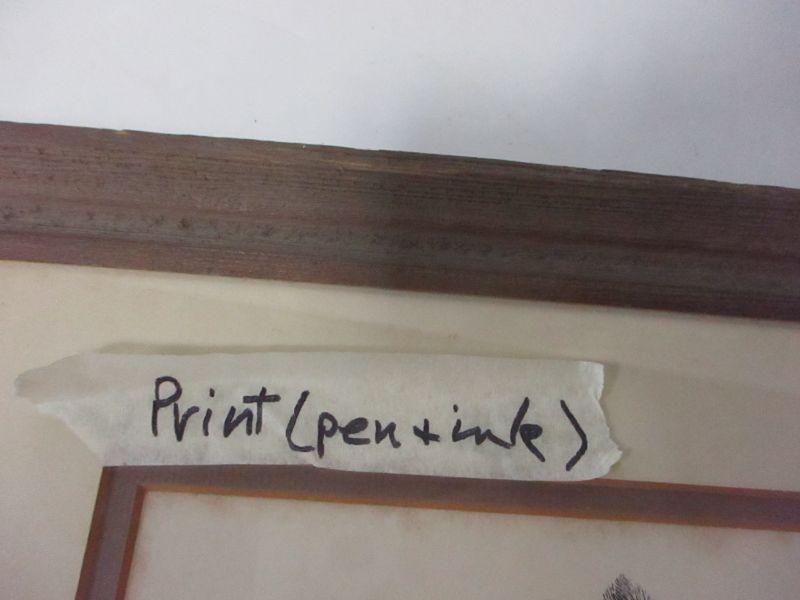 Print (pen + ink)